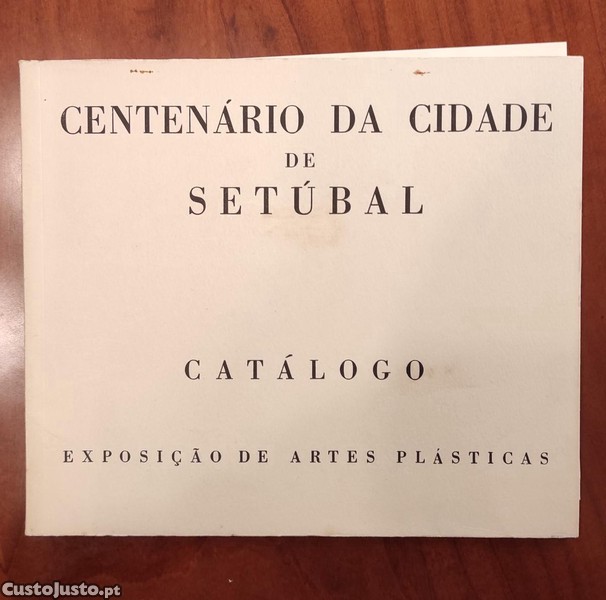 CENTENÁRIO DA CIDADE
DE
SETÚBAL
CATÁLOGO
EXPOSIÇÃO DE ARTES PLÁSTICAS
CustoJusto.pt